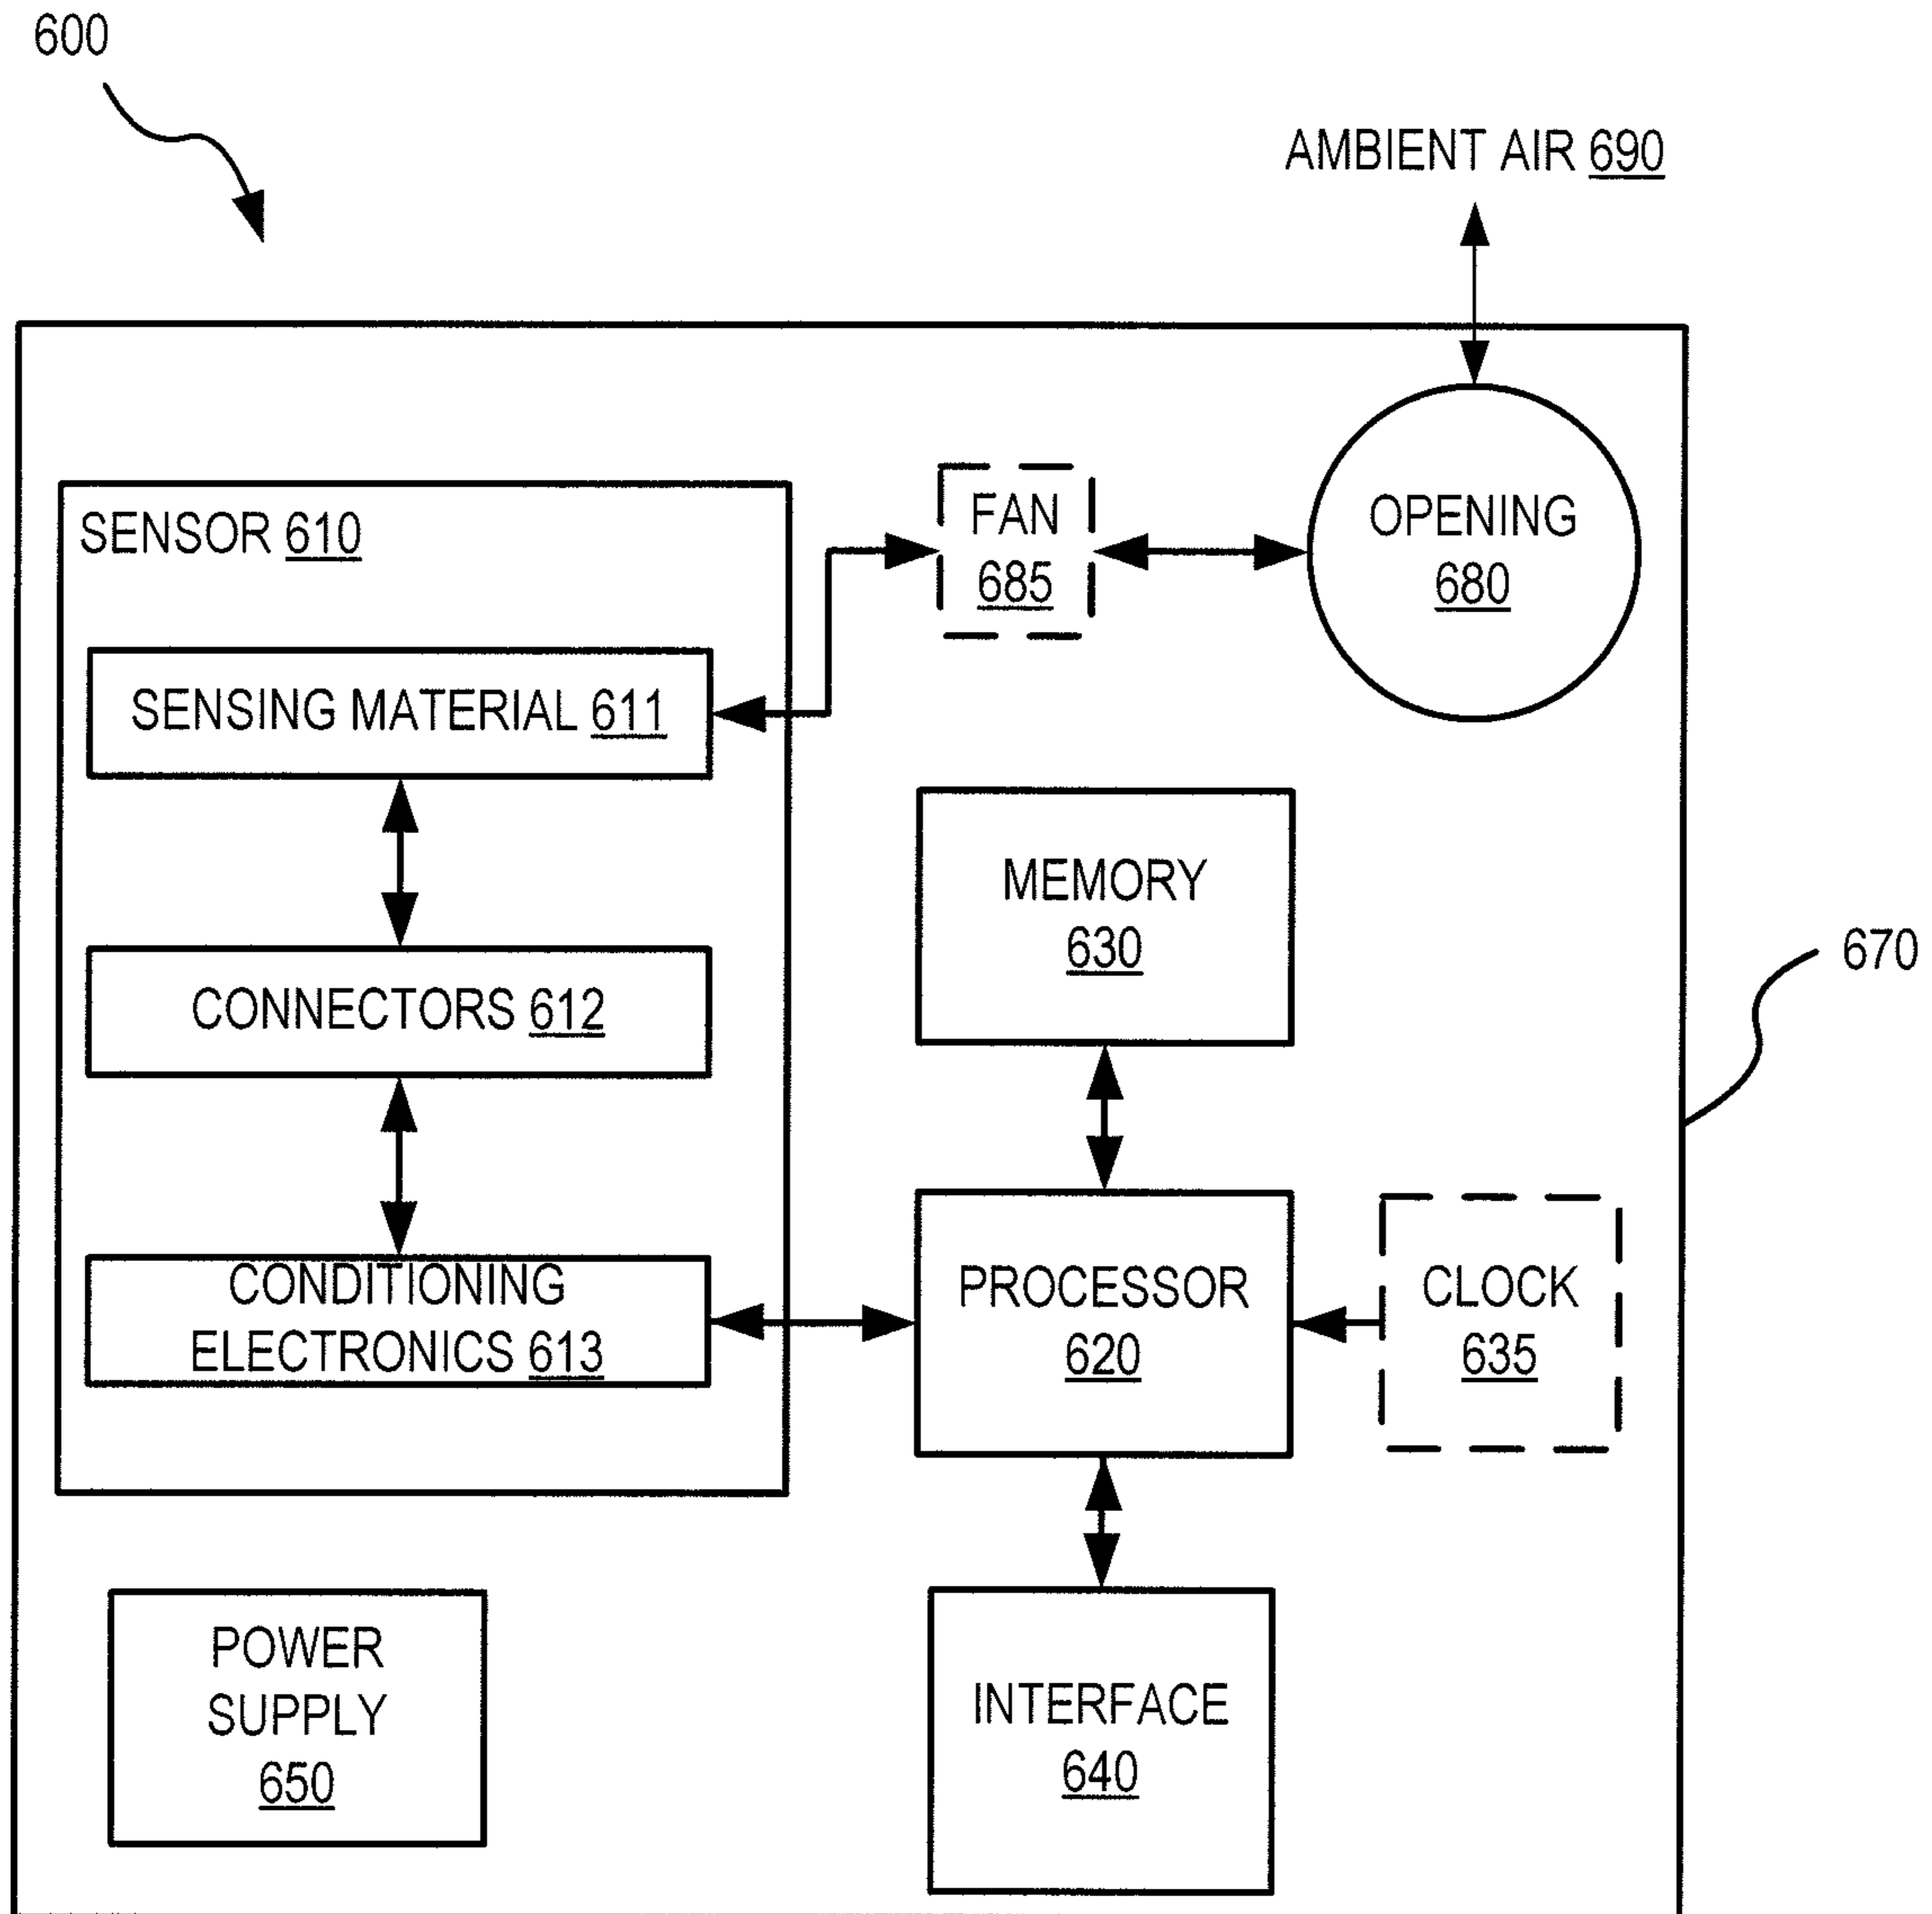 600
AMBIENT AIR 690
SENSOR 610
FAN
685
OPENING
680
SENSING MATERIAL 611
MEMORY
630
670
CONNECTORS 612
CONDITIONING
ELECTRONICS 613
PROCESSOR
620
CLOCK
635
POWER
SUPPLY
650
INTERFACE
640